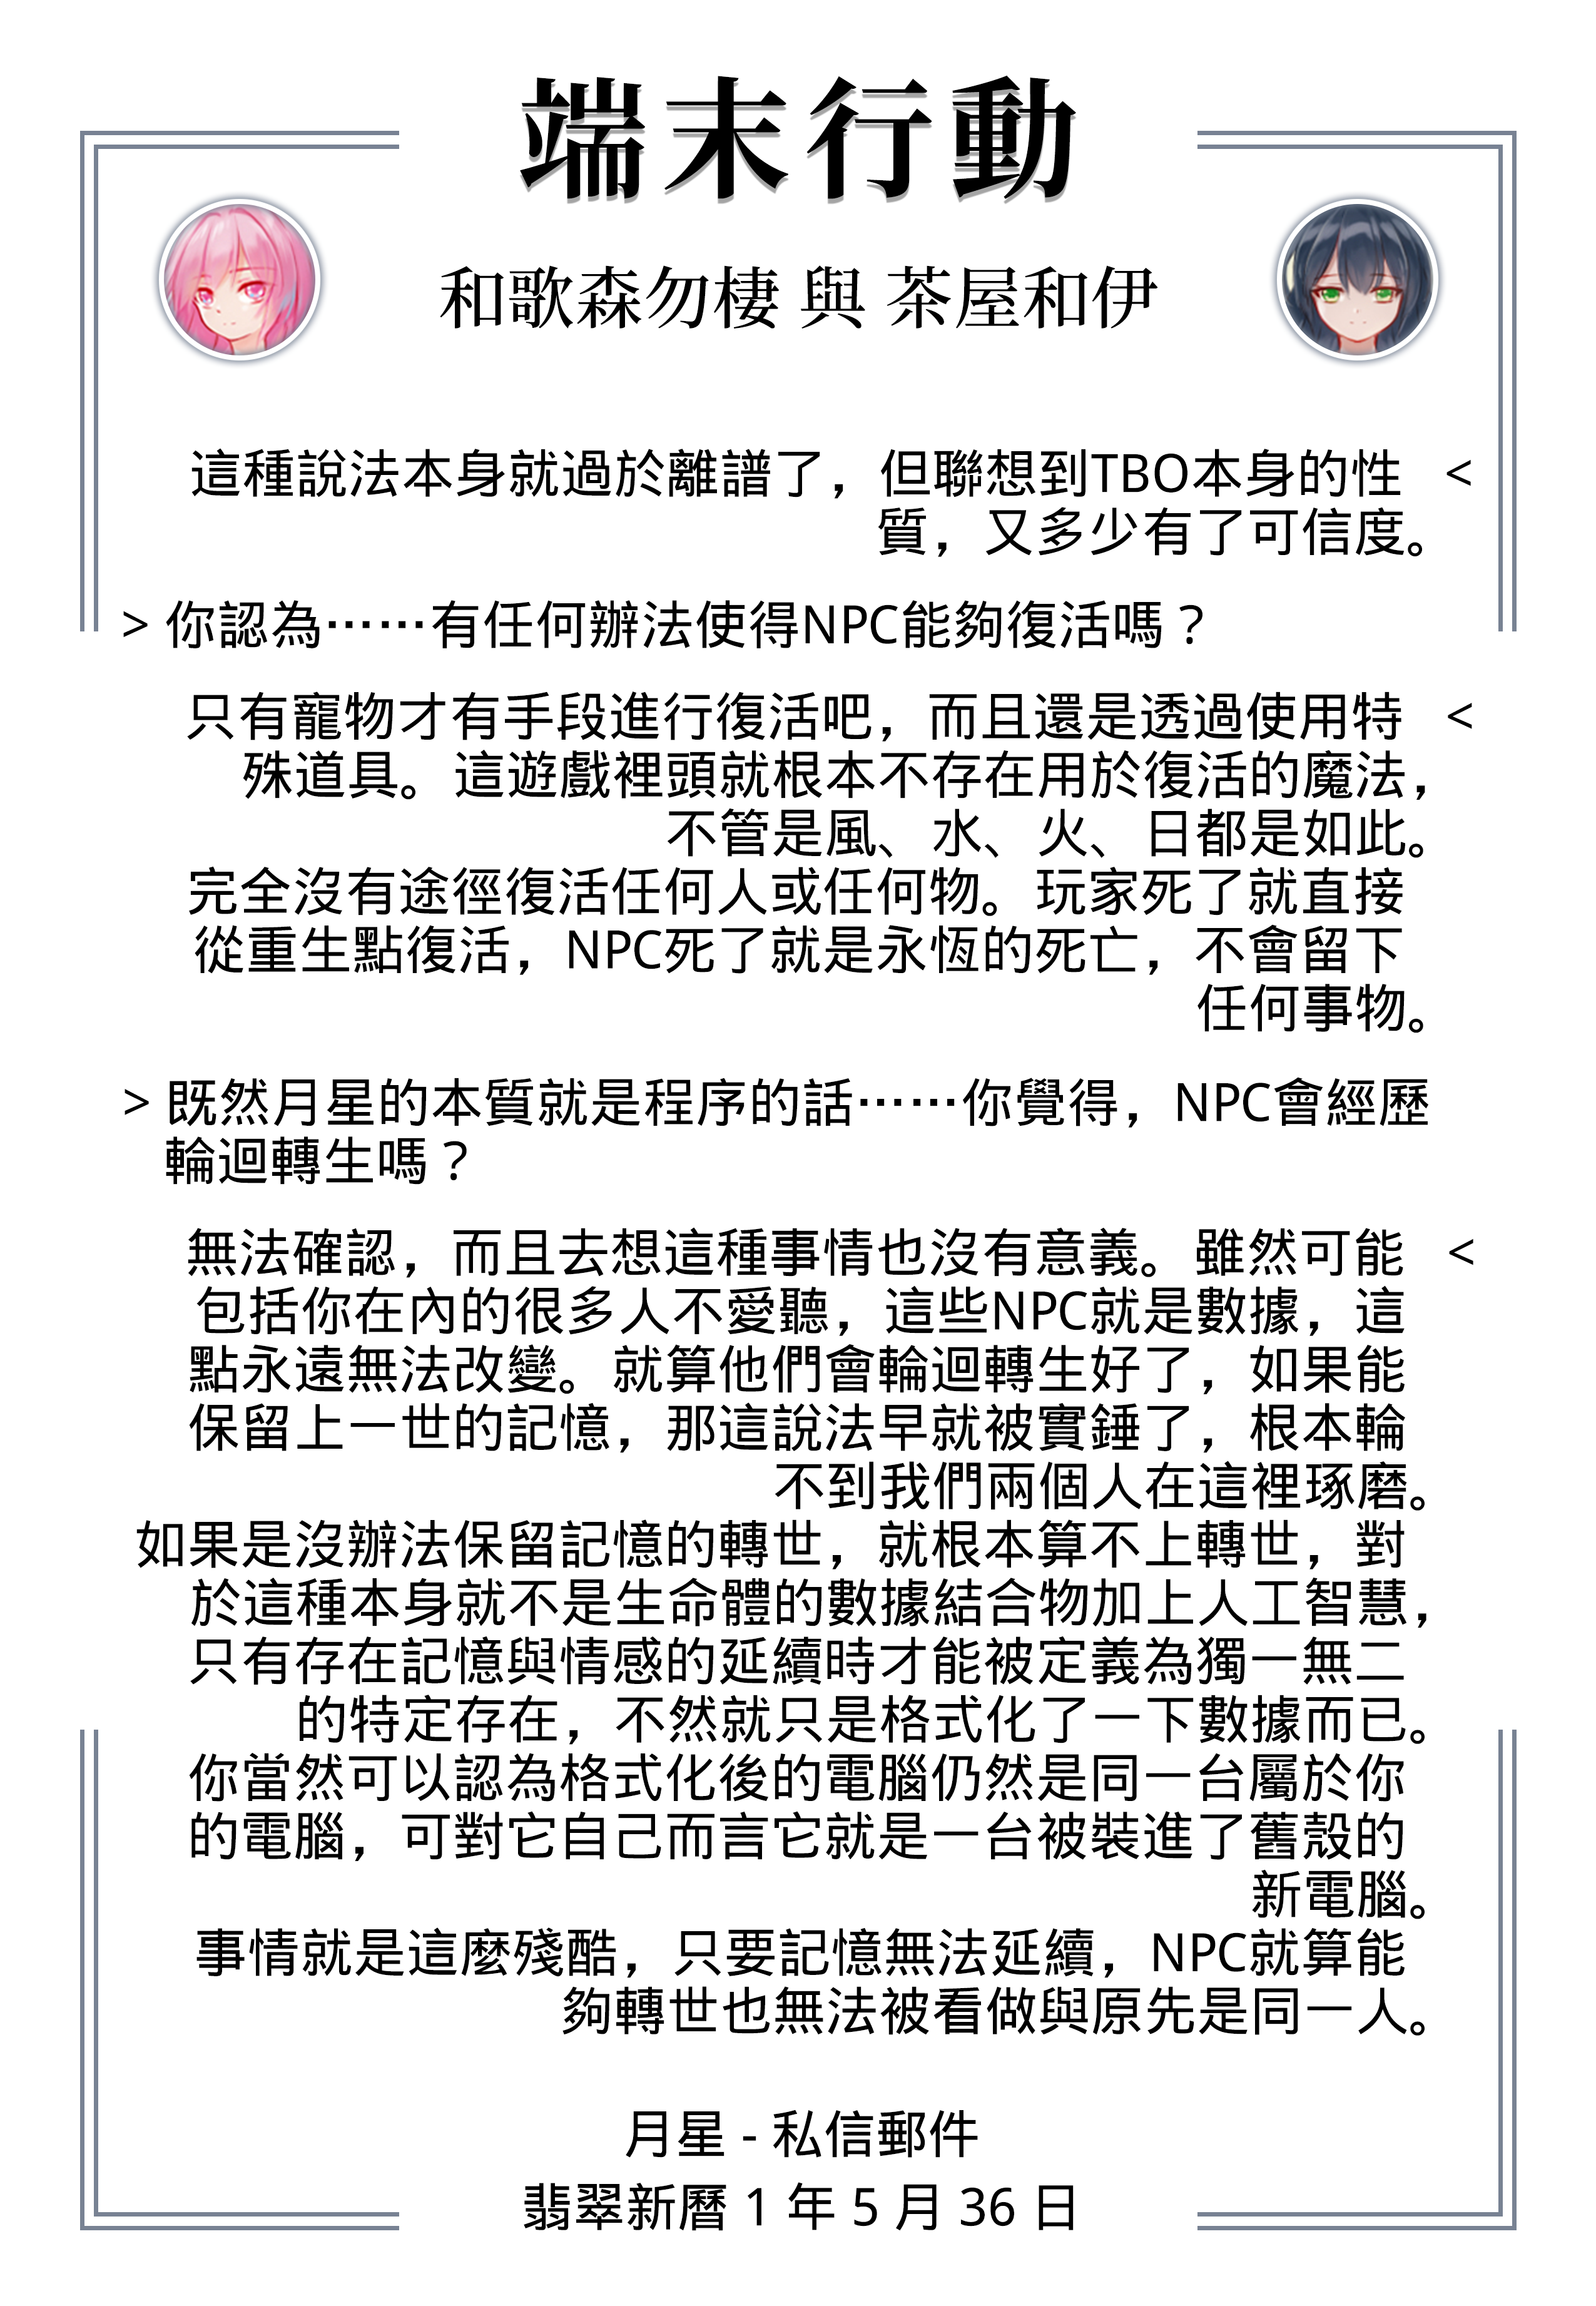 端末行動
和歌森勿棲 與 茶屋和伊
這種說法本身就過於離譜了，但聯想到TBO本身的性 <
質，又多少有了可信度。
> 你認為……有任何辦法使得NPC能夠復活嗎？
只有寵物才有手段進行復活吧，而且還是透過使用特 <
殊道具。這遊戲裡頭就根本不存在用於復活的魔法，
不管是風、水、火、日都是如此。
完全沒有途徑復活任何人或任何物。玩家死了就直接
從重生點復活，NPC死了就是永恆的死亡，不會留下
任何事物。
> 既然月星的本質就是程序的話……你覺得，NPC會經歷
輪迴轉生嗎？
無法確認，而且去想這種事情也沒有意義。雖然可能 <
包括你在內的很多人不愛聽，這些NPC就是數據，這
點永遠無法改變。就算他們會輪迴轉生好了，如果能
保留上一世的記憶，那這說法早就被實錘了，根本輪
不到我們兩個人在這裡琢磨。
如果是沒辦法保留記憶的轉世，就根本算不上轉世，對
於這種本身就不是生命體的數據結合物加上人工智慧，
只有存在記憶與情感的延續時才能被定義為獨一無二
的特定存在，不然就只是格式化了一下數據而已。
你當然可以認為格式化後的電腦仍然是同一台屬於你
的電腦，可對它自己而言它就是一台被裝進了舊殼的
新電腦。
事情就是這麼殘酷，只要記憶無法延續，NPC就算能
夠轉世也無法被看做與原先是同一人。
月星 - 私信郵件
翡翠新曆 1 年 5 月 36 日